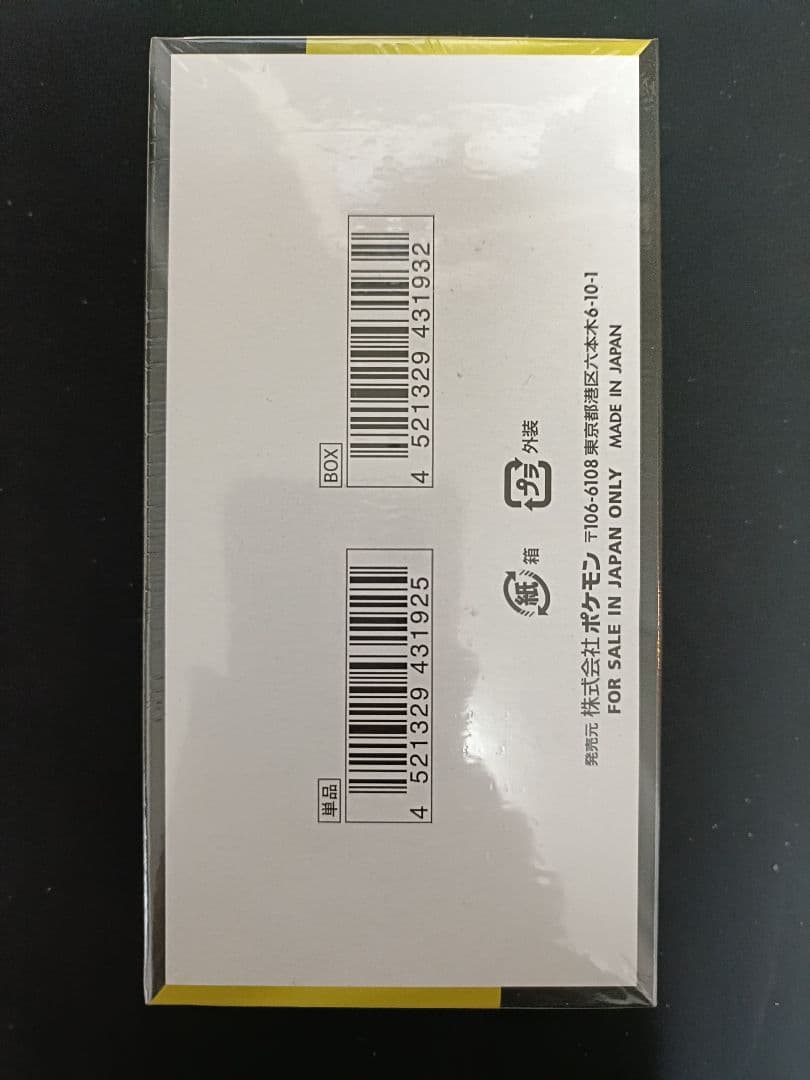 単品
4 521329 431925
BOX
4 521329 431932
紙 箱
プラ 外装
発売元 株式会社ポケモン 〒106-6108 東京都港区六本木6-10-1
FOR SALE IN JAPAN ONLY MADE IN JAPAN